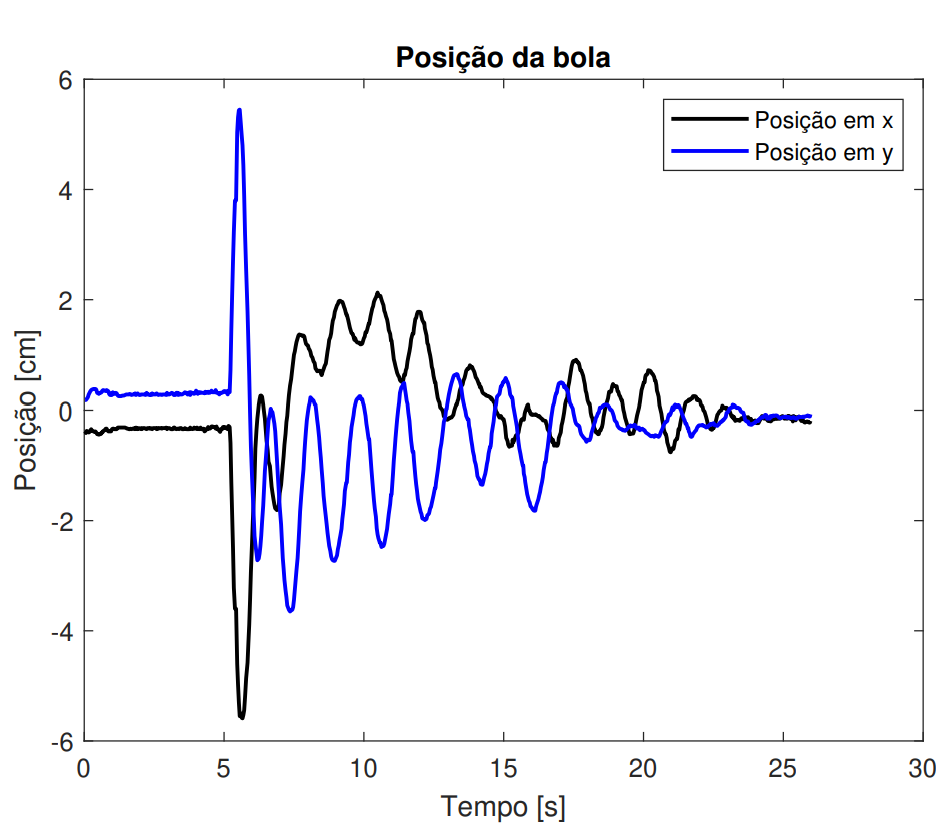 Posição da bola
Posição em x
Posição em y
Posição [cm]
6
4
2
0
-2
-4
-6
0 5 10 15 20 25 30
Tempo [s]